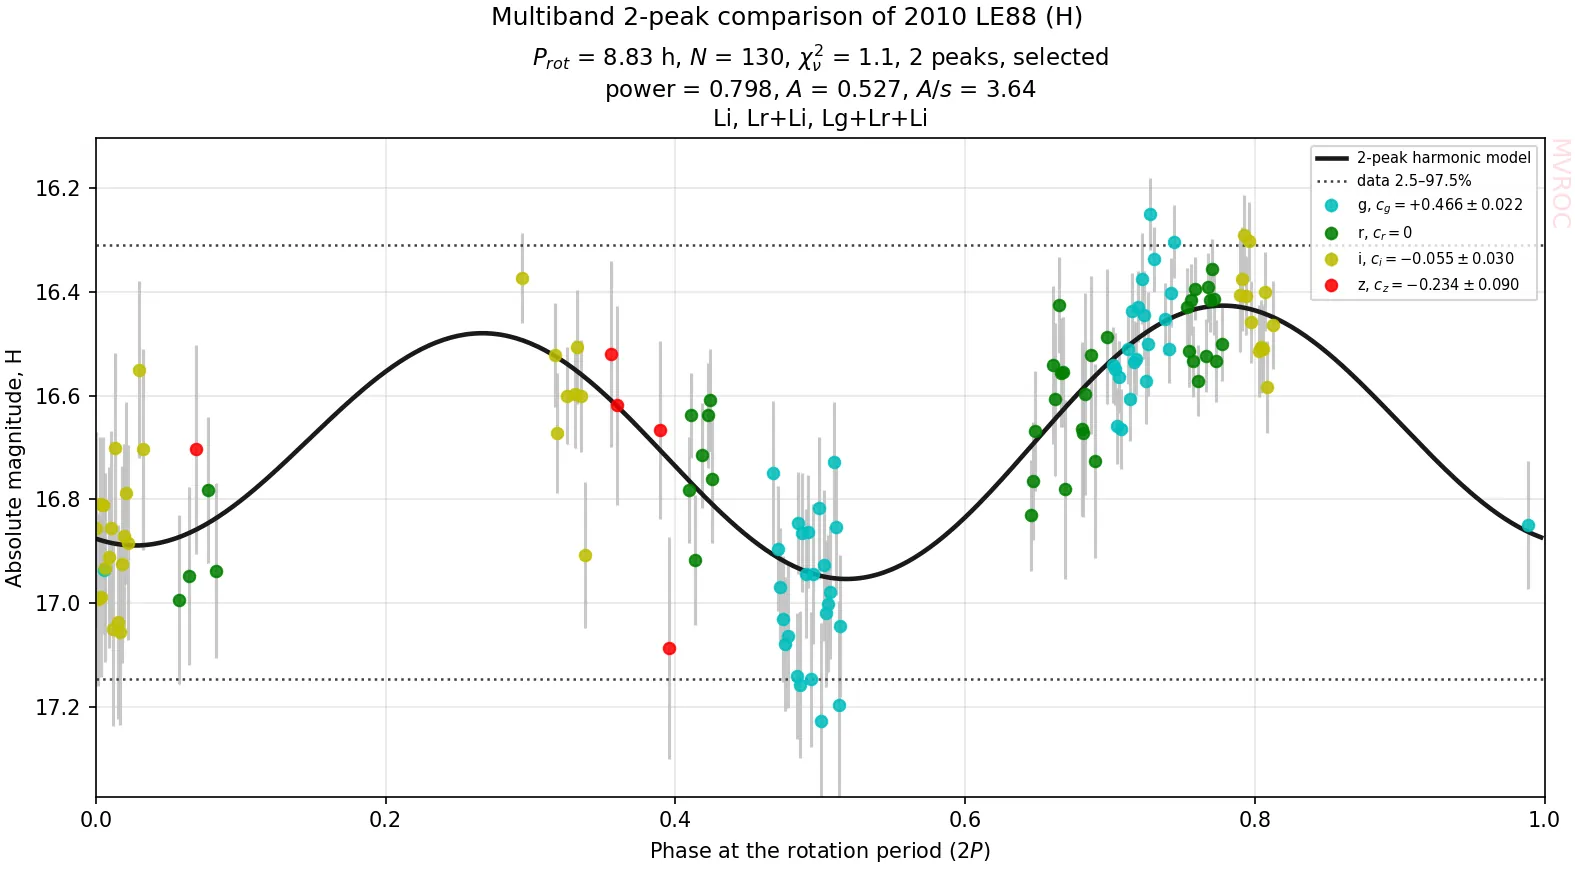 Multiband 2-peak comparison of 2010 LE88 (H)
P_rot = 8.83 h, N = 130, χ²_ν = 1.1, 2 peaks, selected
power = 0.798, A = 0.527, A/s = 3.64
Li, Lr+Li, Lg+Lr+Li
2-peak harmonic model
data 2.5–97.5%
g, c_g = +0.466 ± 0.022
r, c_r = 0
i, c_i = −0.055 ± 0.030
z, c_z = −0.234 ± 0.090
MVROC
Absolute magnitude, H
16.2
16.4
16.6
16.8
17.0
17.2
0.0 0.2 0.4 0.6 0.8 1.0
Phase at the rotation period (2P)